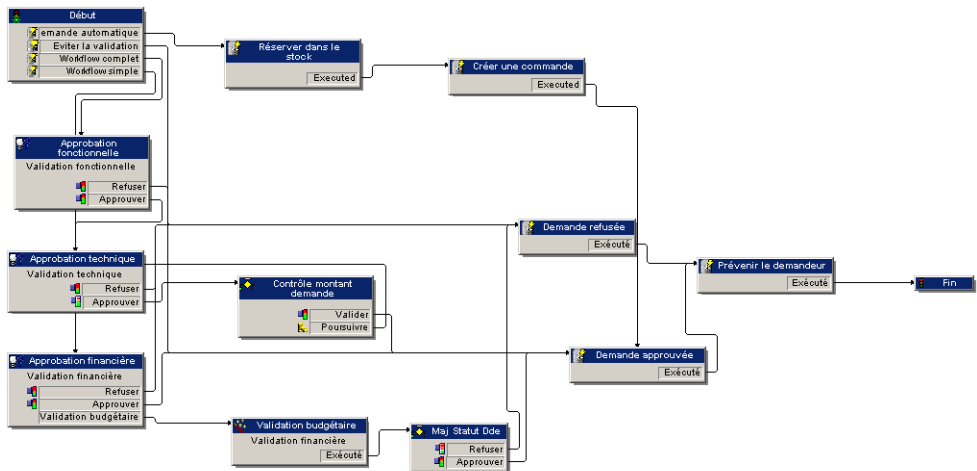 Début
emande automatique
Eviter la validation
Workflow complet
Workflow simple
Réserver dans le
stock
Executed
Créer une commande
Executed
Approbation
fonctionnelle
Validation fonctionnelle
Refuser
Approuver
Demande refusée
Exécuté
Approbation technique
Validation technique
Refuser
Approuver
Contrôle montant
demande
Valider
Poursuivre
Prévenir le demandeur
Exécuté
Fin
Demande approuvée
Exécuté
Approbation financière
Validation financière
Refuser
Approuver
Validation budgétaire
Validation budgétaire
Validation financière
Exécuté
Maj Statut Dde
Refuser
Approuver